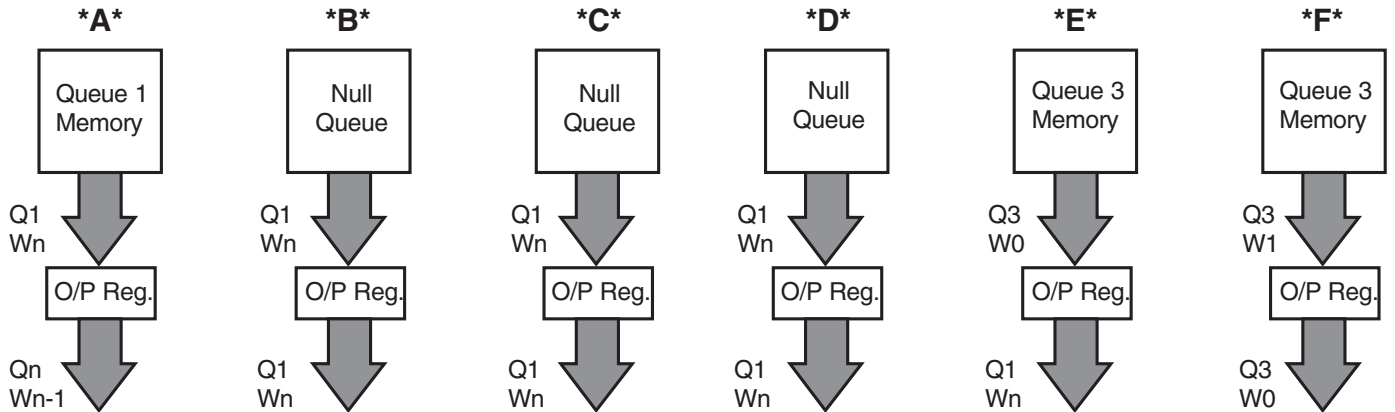 *A* *B* *C* *D* *E* *F*
Queue 1 Memory
Null Queue
Null Queue
Null Queue
Queue 3 Memory
Queue 3 Memory
Q1 Wn
Q1 Wn
Q1 Wn
Q1 Wn
Q3 W0
Q3 W1
O/P Reg. O/P Reg. O/P Reg. O/P Reg. O/P Reg. O/P Reg.
Qn Wn-1
Q1 Wn
Q1 Wn
Q1 Wn
Q1 Wn
Q3 W0